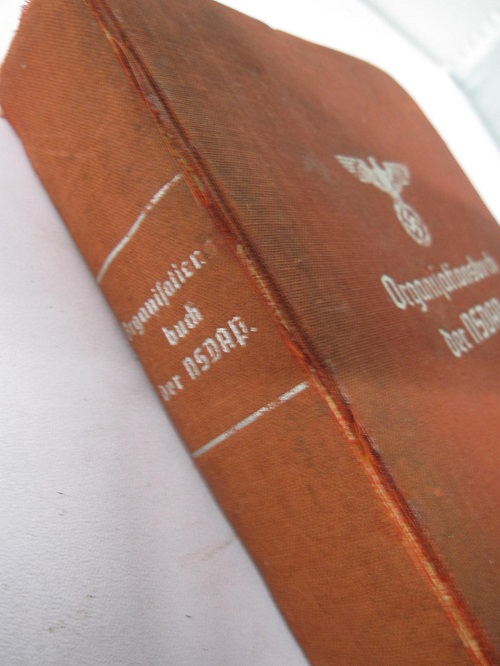 Organisations
buch
der NSDAP.
Organisationsbuch
der NSDAP